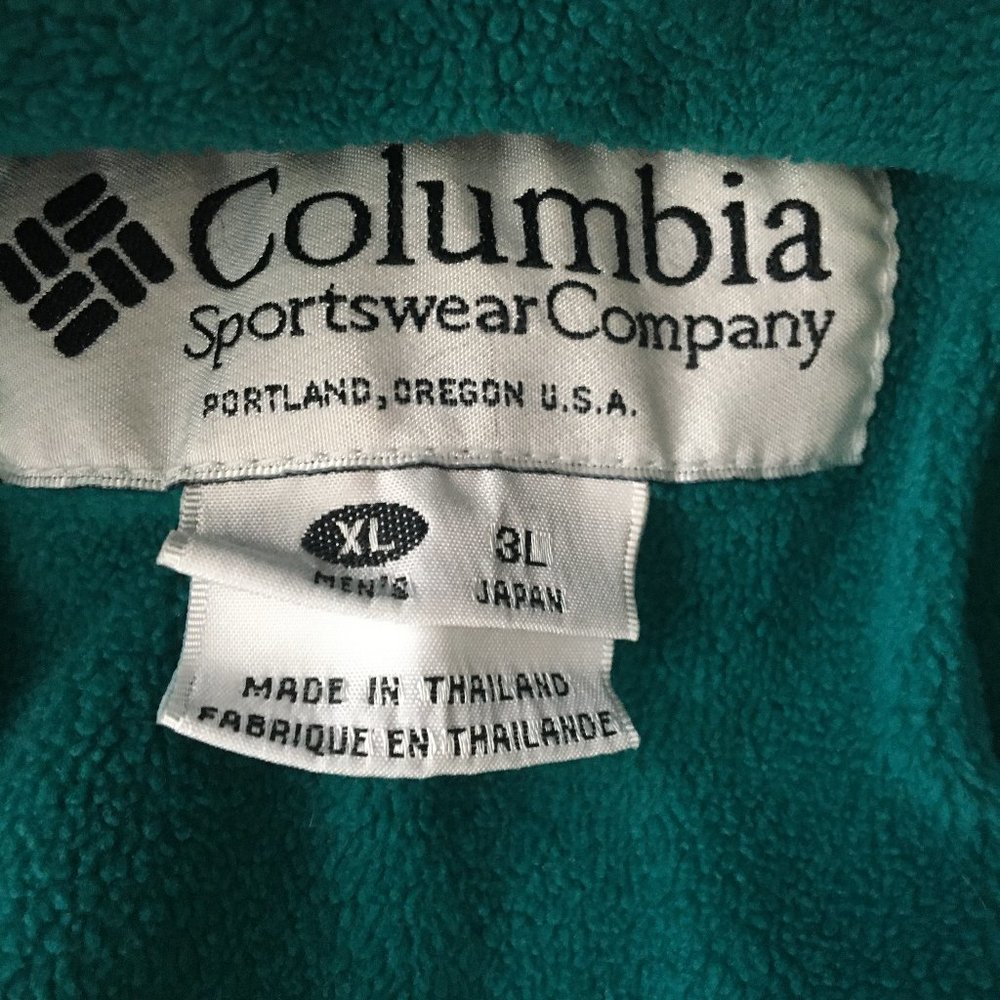 Columbia
Sportswear Company
PORTLAND, OREGON U.S.A.
XL 3L
MEN'S JAPAN
MADE IN THAILAND
FABRIQUE EN THAILANDE